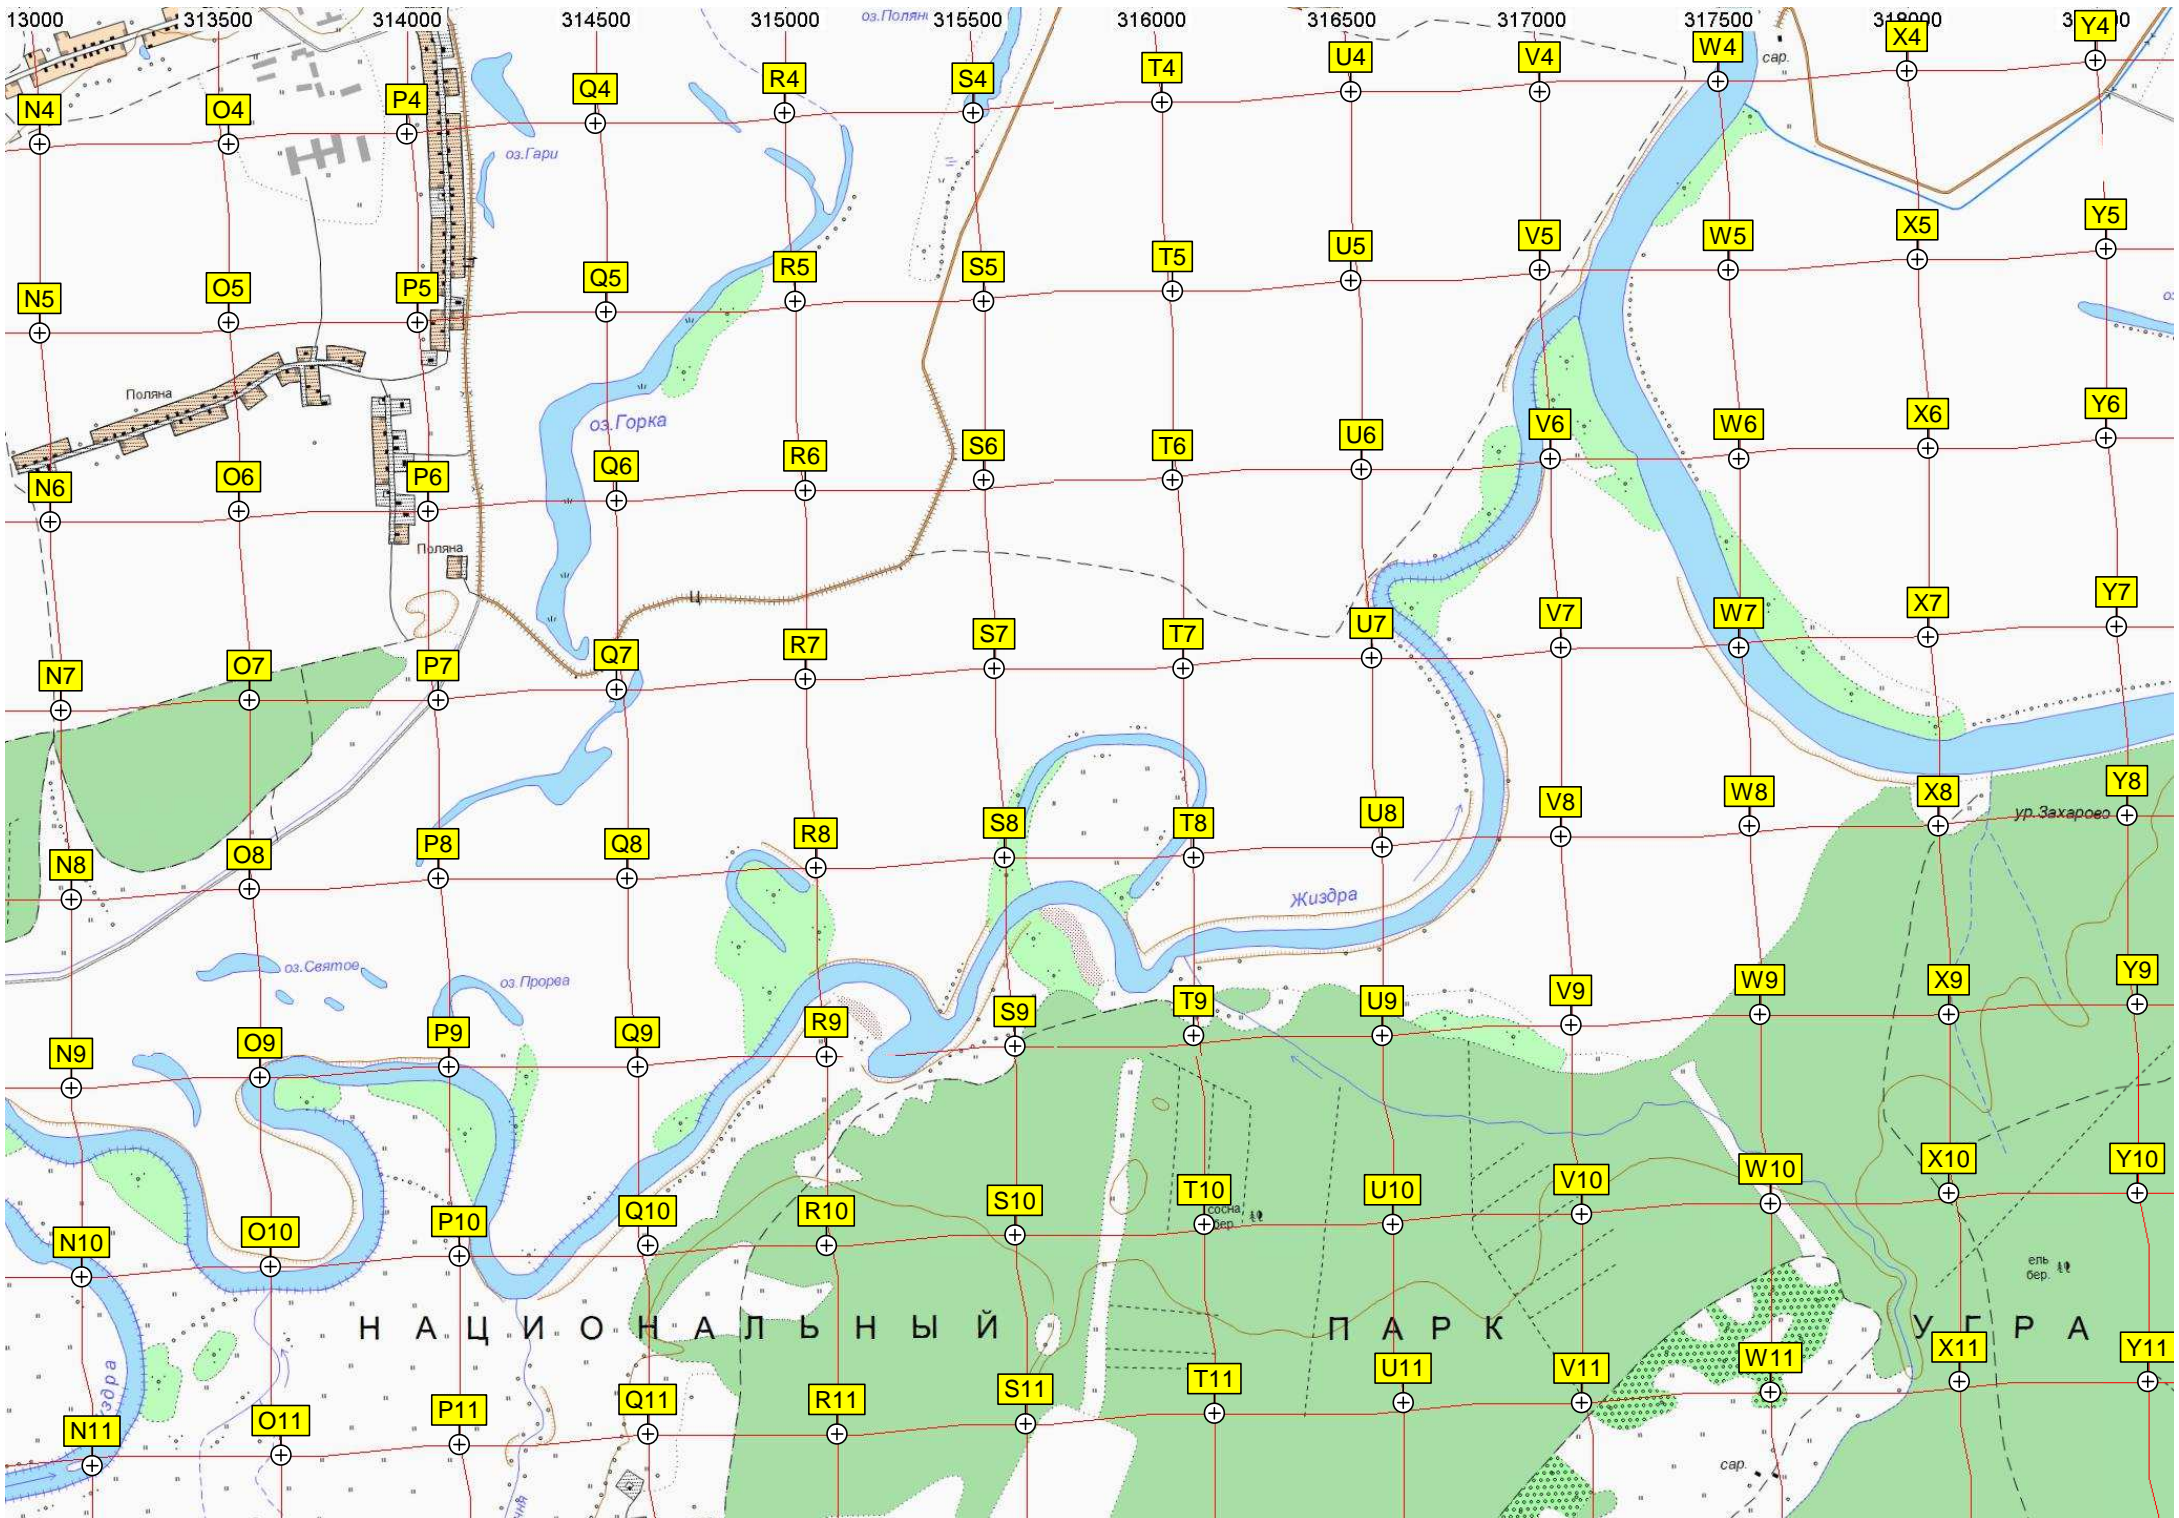 13000 313500 314000 314500 315000 315500 316000 316500 317000 317500 318000
оз.Поляна
сар.
N4 O4 P4 Q4 R4 S4 T4 U4 V4 W4 X4 Y4
оз.Гари
N5 O5 P5 Q5 R5 S5 T5 U5 V5 W5 X5 Y5
Поляна
оз.Горка
N6 O6 P6 Q6 R6 S6 T6 U6 V6 W6 X6 Y6
Поляна
Ц
N7 O7 P7 Q7 R7 S7 T7 U7 V7 W7 X7 Y7
N8 O8 P8 Q8 R8 S8 T8 U8 V8 W8 X8 Y8
ур.Захарово
Жиздра
оз.Святое
оз.Прорва
N9 O9 P9 Q9 R9 S9 T9 U9 V9 W9 X9 Y9
N10 O10 P10 Q10 R10 S10 T10 U10 V10 W10 X10 Y10
сосна
бер.
ель
бер.
НАЦИОНАЛЬНЫЙ ПАРК УГРА
здра
N11 O11 P11 Q11 R11 S11 T11 U11 V11 W11 X11 Y11
сар.